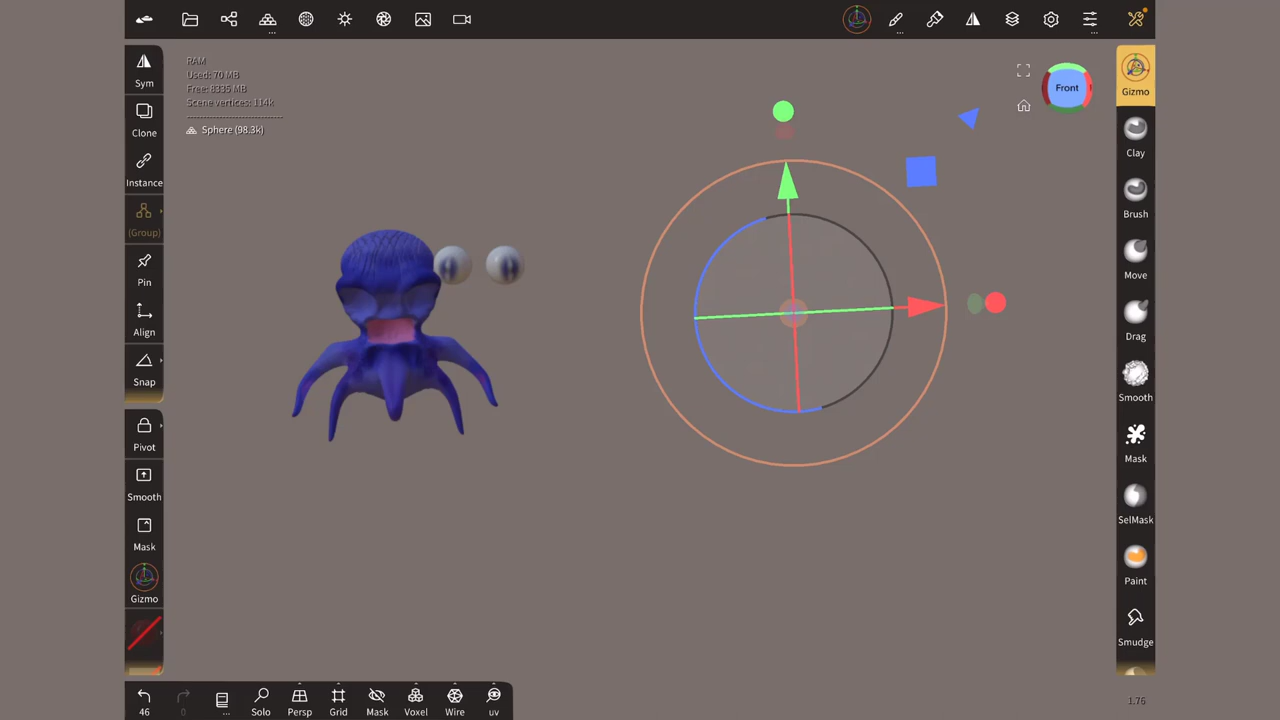 RAM
Used: 70 MB
Free: 8335 MB
Scene vertices: 114k
Sphere (98.3k)
Front
Sym
Clone
Instance
(Group)
Pin
Align
Snap
Pivot
Smooth
Mask
Gizmo
Gizmo
Clay
Brush
Move
Drag
Smooth
Mask
SelMask
Paint
Smudge
46
0
Solo
Persp
Grid
Mask
Voxel
Wire
uv
1.76